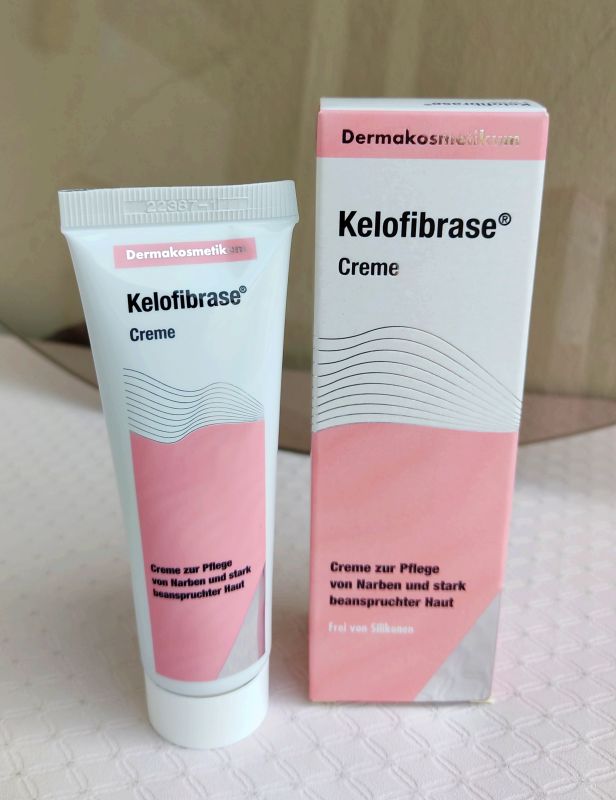 22387-1
Dermakosmetikum
Kelofibrase®
Creme
Creme zur Pflege
von Narben und stark
beanspruchter Haut
Kelofibrase®
Dermakosmetikum
Kelofibrase®
Creme
Creme zur Pflege
von Narben und stark
beanspruchter Haut
Frei von Silikonen